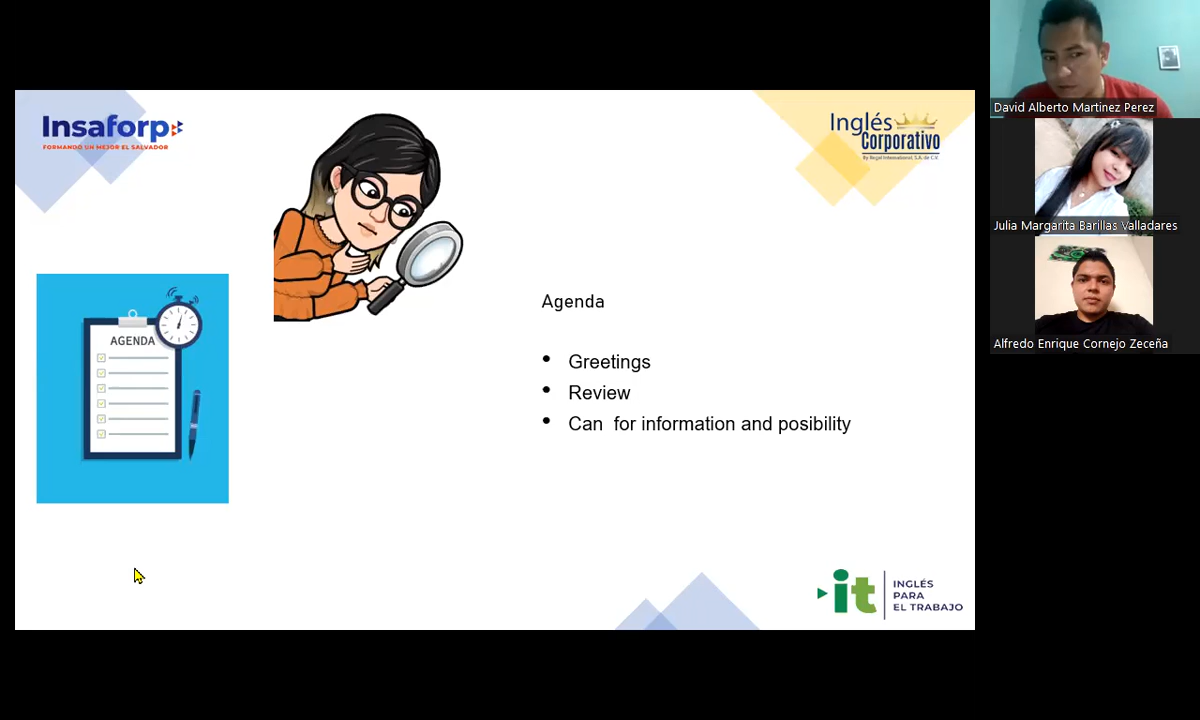 Insaforp
FORMANDO UN MEJOR EL SALVADOR
Inglés
Corporativo
By Regal International, S.A. de C.V.
AGENDA
Agenda
• Greetings
• Review
• Can  for information and posibility
it
INGLÉS
PARA
EL TRABAJO
David Alberto Martinez Perez
Julia Margarita Barillas Valladares
Alfredo Enrique Cornejo Zeceña